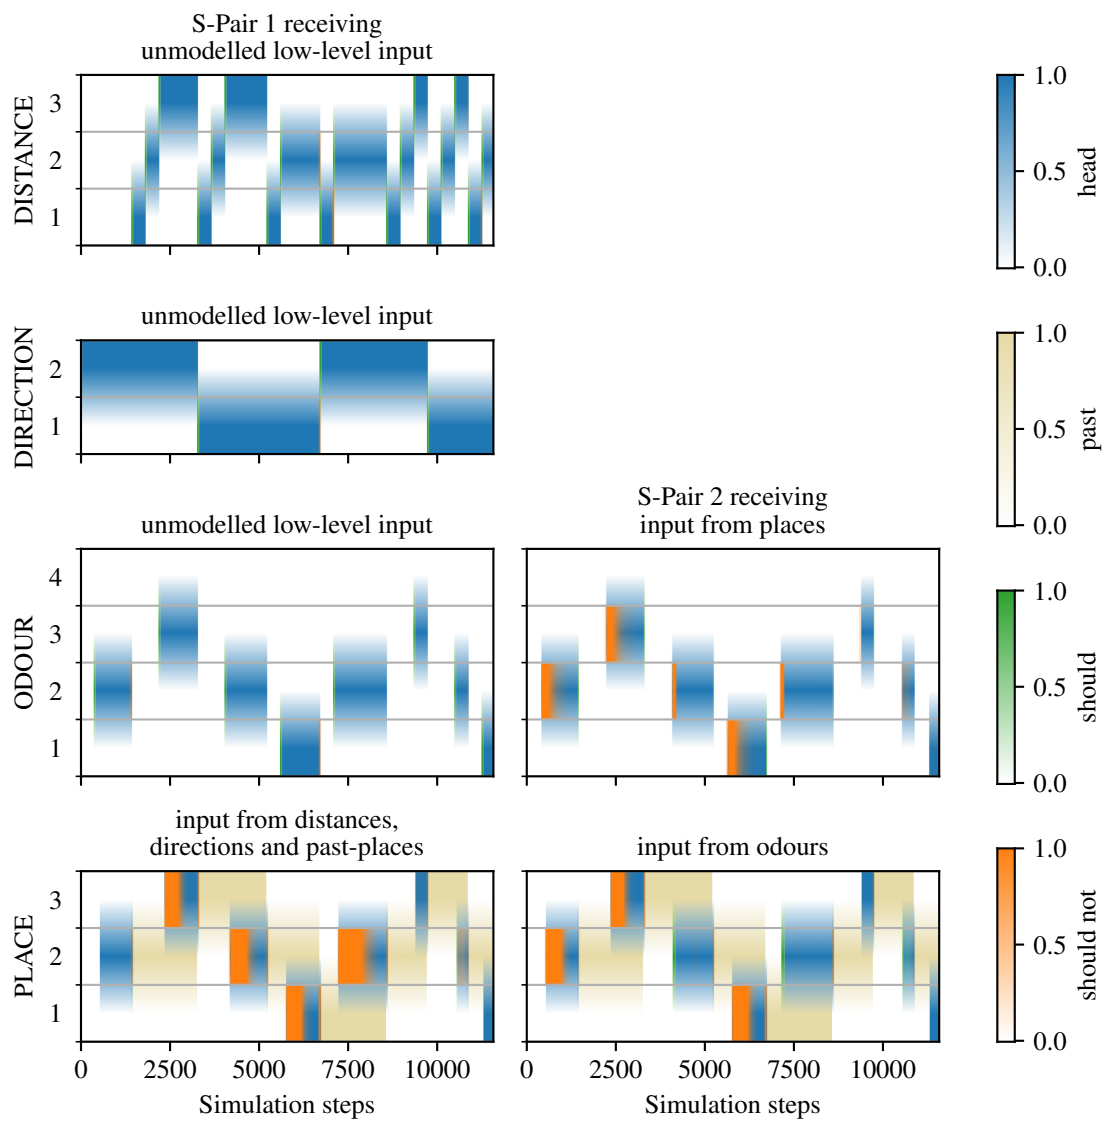 S-Pair 1 receiving
unmodelled low-level input
DISTANCE
3
2
1
1.0
0.5
0.0
head
unmodelled low-level input
DIRECTION
2
1
1.0
0.5
0.0
past
unmodelled low-level input
ODOUR
4
3
2
1
S-Pair 2 receiving
input from places
1.0
0.5
0.0
should
input from distances,
directions and past-places
PLACE
3
2
1
0 2500 5000 7500 10000
Simulation steps
input from odours
0 2500 5000 7500 10000
Simulation steps
1.0
0.5
0.0
should not